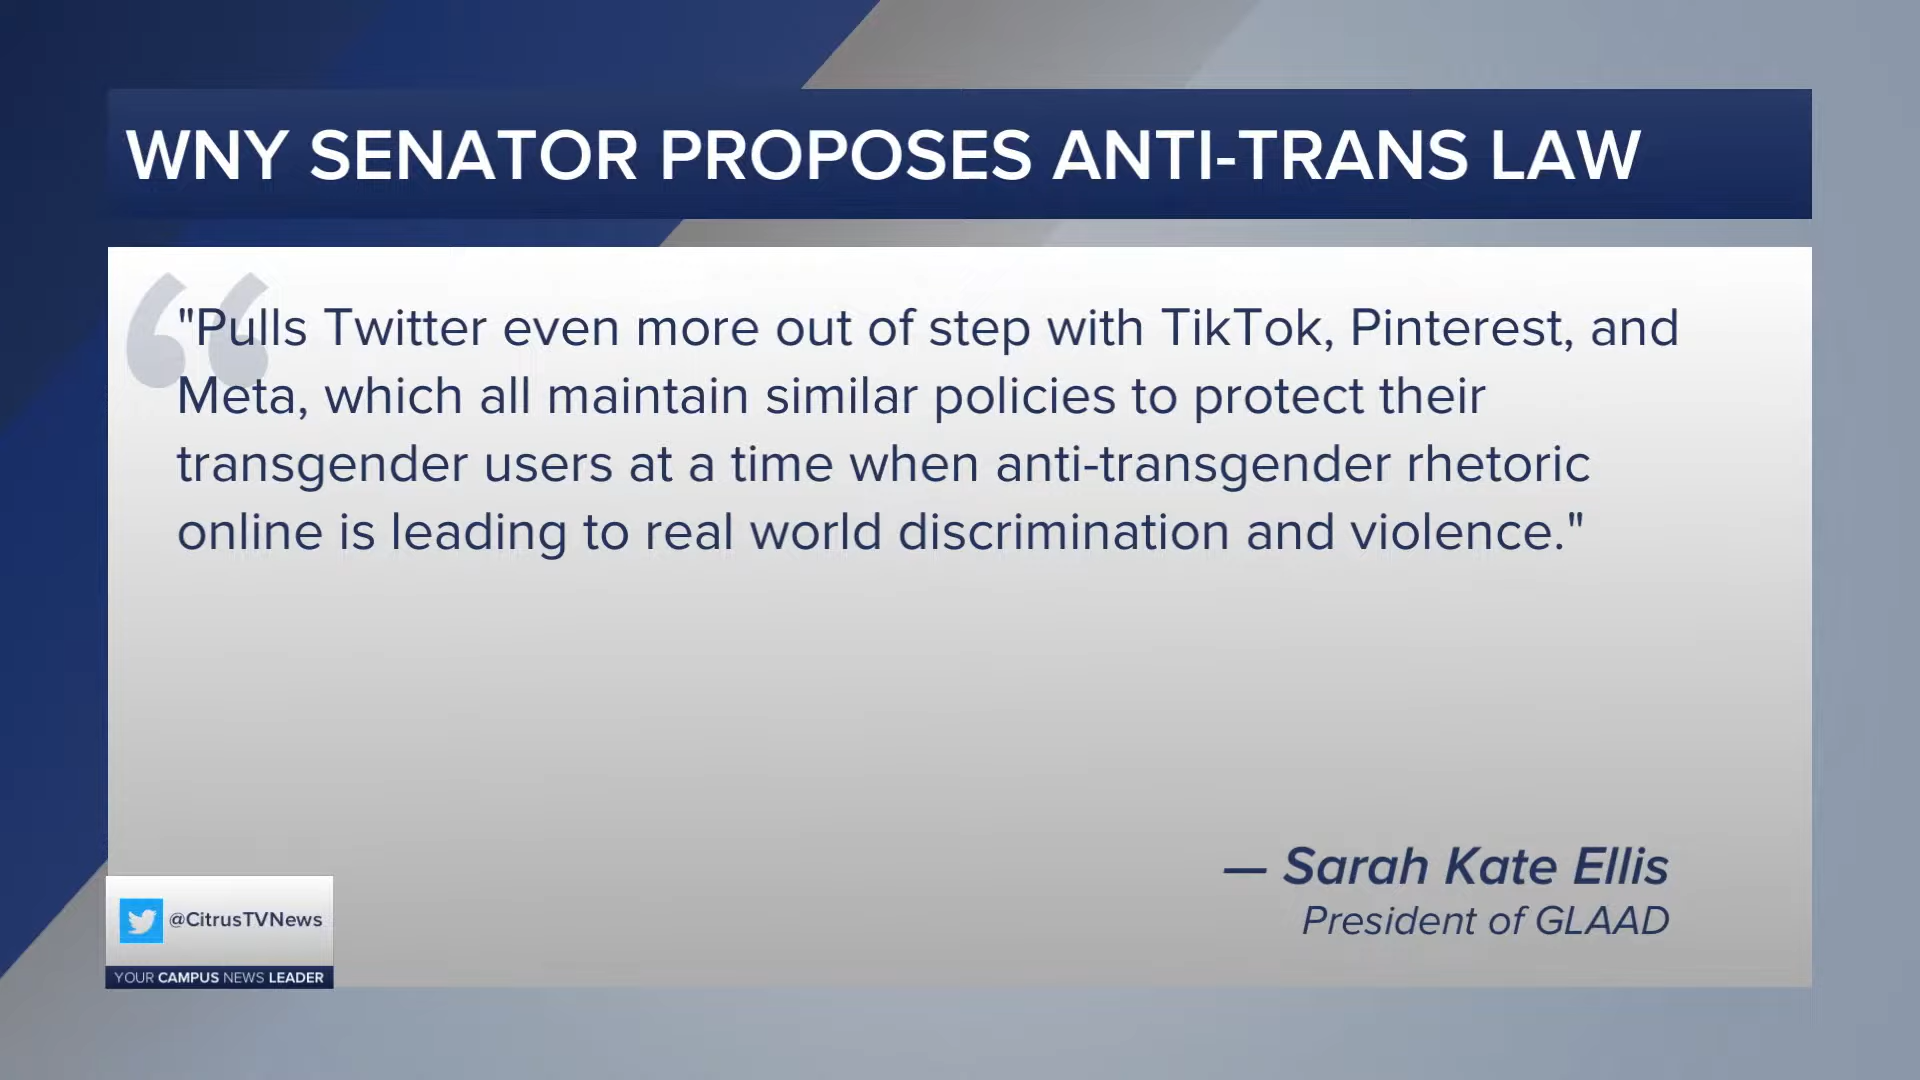 WNY SENATOR PROPOSES ANTI-TRANS LAW
"Pulls Twitter even more out of step with TikTok, Pinterest, and
Meta, which all maintain similar policies to protect their
transgender users at a time when anti-transgender rhetoric
online is leading to real world discrimination and violence."
— Sarah Kate Ellis
President of GLAAD
@CitrusTVNews
YOUR CAMPUS NEWS LEADER